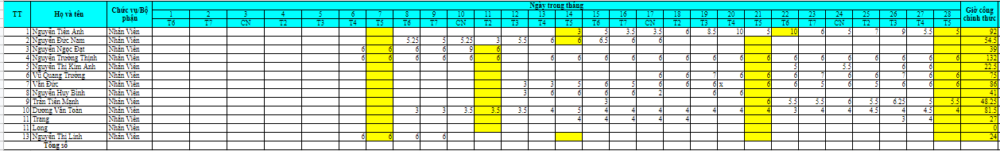 TT Họ và tên Chức vụ/Bộ phận Ngày trong tháng Giờ công chính thức
1 2 3 4 5 6 7 8 9 10 11 12 13 14 15 16 17 18 19 20 21 22 23 24 25 26 27 28
T6 T7 CN T2 T3 T4 T5 T6 T7 CN T2 T3 T4 T5 T6 T7 CN T2 T3 T4 T5 T6 T7 CN T2 T3 T4 T5
1 Nguyễn Tiến Anh Nhân Viên 3 5 3.5 3.5 6 8.5 10 5 10 6 5 7 9 5.5 5 92
2 Nguyễn Đức Nam Nhân Viên 5.25 5 5.25 3 5.5 6 6 6.5 6 6 54.5
3 Nguyễn Ngọc Đạt Nhân Viên 6 6 6 6 9 6 39
4 Nguyễn Trường Thịnh Nhân Viên 6 6 6 6 6 6 6 6 6 6 6 6 6 6 6 6 6 6 6 6 6 6 132
5 Nguyễn Thị Kim Anh Nhân Viên 5 5.5 6 6 22.5
6 Vũ Quang Trường Nhân Viên 6 6 7 6 6 6 7 6 6 7 6 6 75
7 Văn Đức Nhân Viên 3 3 5 6 5 6 6 6 x 6 6 6 5 6 5 6 6 86
8 Nguyễn Huy Bình Nhân Viên 3 6 6 6 6 2 6 6 41
9 Trần Tiến Mạnh Nhân Viên 3 6 5.5 5.5 6 5.5 6.25 5 5.5 48.25
10 Dương Văn Toàn Nhân Viên 3 3 3.5 3.5 3.5 4 5 4 4 4 4 4 4 4 3 4 4 4.5 4 4.5 4 81.5
11 Trang Nhân Viên 4 4 4 4 4 3 4 27
11 Long Nhân Viên 0
13 Nguyễn Thị Linh Nhân Viên 6 6 6 6 24
Tổng số